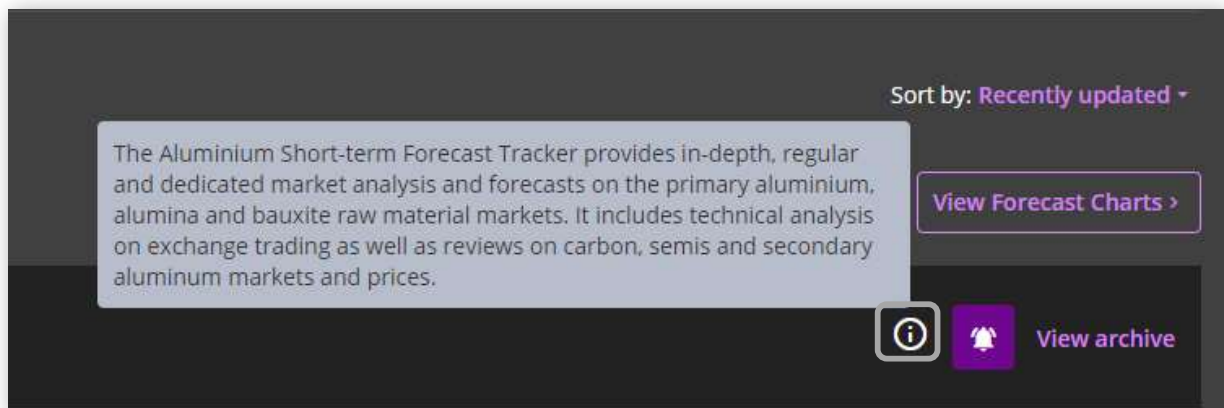 Sort by: Recently updated
The Aluminium Short-term Forecast Tracker provides in-depth, regular
and dedicated market analysis and forecasts on the primary aluminium,
alumina and bauxite raw material markets. It includes technical analysis
on exchange trading as well as reviews on carbon, semis and secondary
aluminum markets and prices.
View Forecast Charts ›
View archive